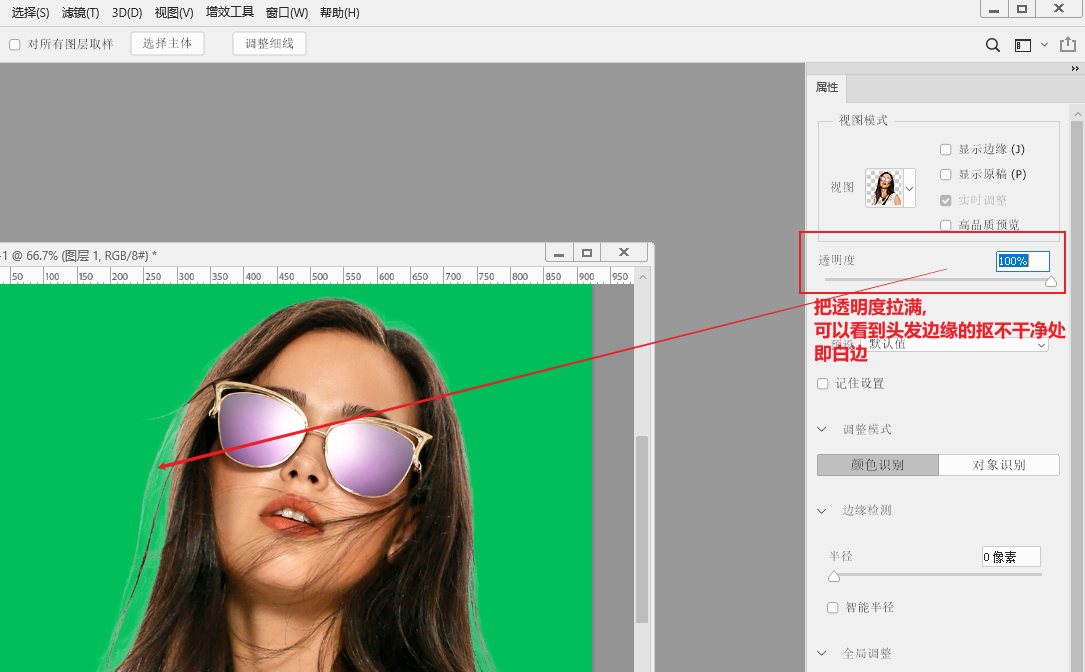 选择(S) 滤镜(T) 3D(D) 视图(V) 增效工具 窗口(W) 帮助(H)
对所有图层取样 选择主体 调整细线
属性
视图模式
显示边缘 (J)
显示原稿 (P)
视图
实时调整
高品质预览
-1 @ 66.7% (图层 1, RGB/8#) *
50 100 150 200 250 300 350 400 450 500 550 600 650 700 750 800 850 900 950
透明度 100%
把透明度拉满,
可以看到头发边缘的抠不干净处
即白边
预设 默认值
记住设置
调整模式
颜色识别 对象识别
边缘检测
半径 0 像素
智能半径
全局调整